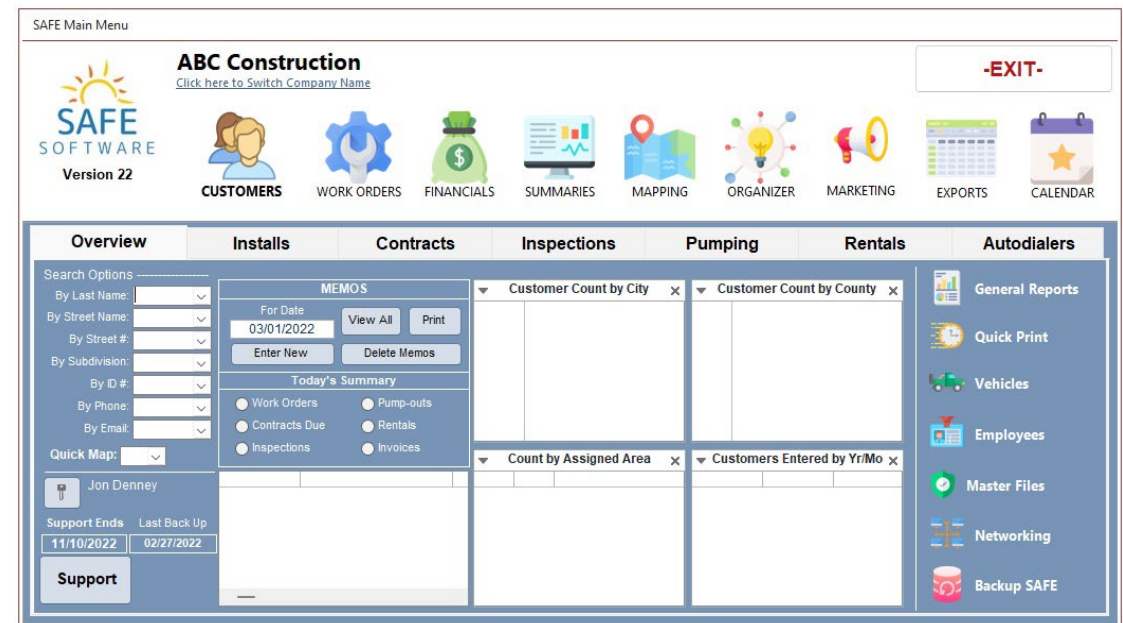 SAFE Main Menu
ABC Construction
Click here to Switch Company Name
-EXIT-
SAFE
SOFTWARE
Version 22
CUSTOMERS
WORK ORDERS
FINANCIALS
SUMMARIES
MAPPING
ORGANIZER
MARKETING
EXPORTS
CALENDAR
Overview
Installs
Contracts
Inspections
Pumping
Rentals
Autodialers
Search Options -----------------
By Last Name:
By Street Name:
By Street #:
By Subdivision:
By ID #:
By Phone:
By Email:
Quick Map:
Jon Denney
Support Ends
Last Back Up
11/10/2022
02/27/2022
Support
MEMOS
For Date
03/01/2022
View All
Print
Enter New
Delete Memos
Today's Summary
Work Orders
Pump-outs
Contracts Due
Rentals
Inspections
Invoices
Customer Count by City
Customer Count by County
Count by Assigned Area
Customers Entered by Yr/Mo
General Reports
Quick Print
Vehicles
Employees
Master Files
Networking
Backup SAFE